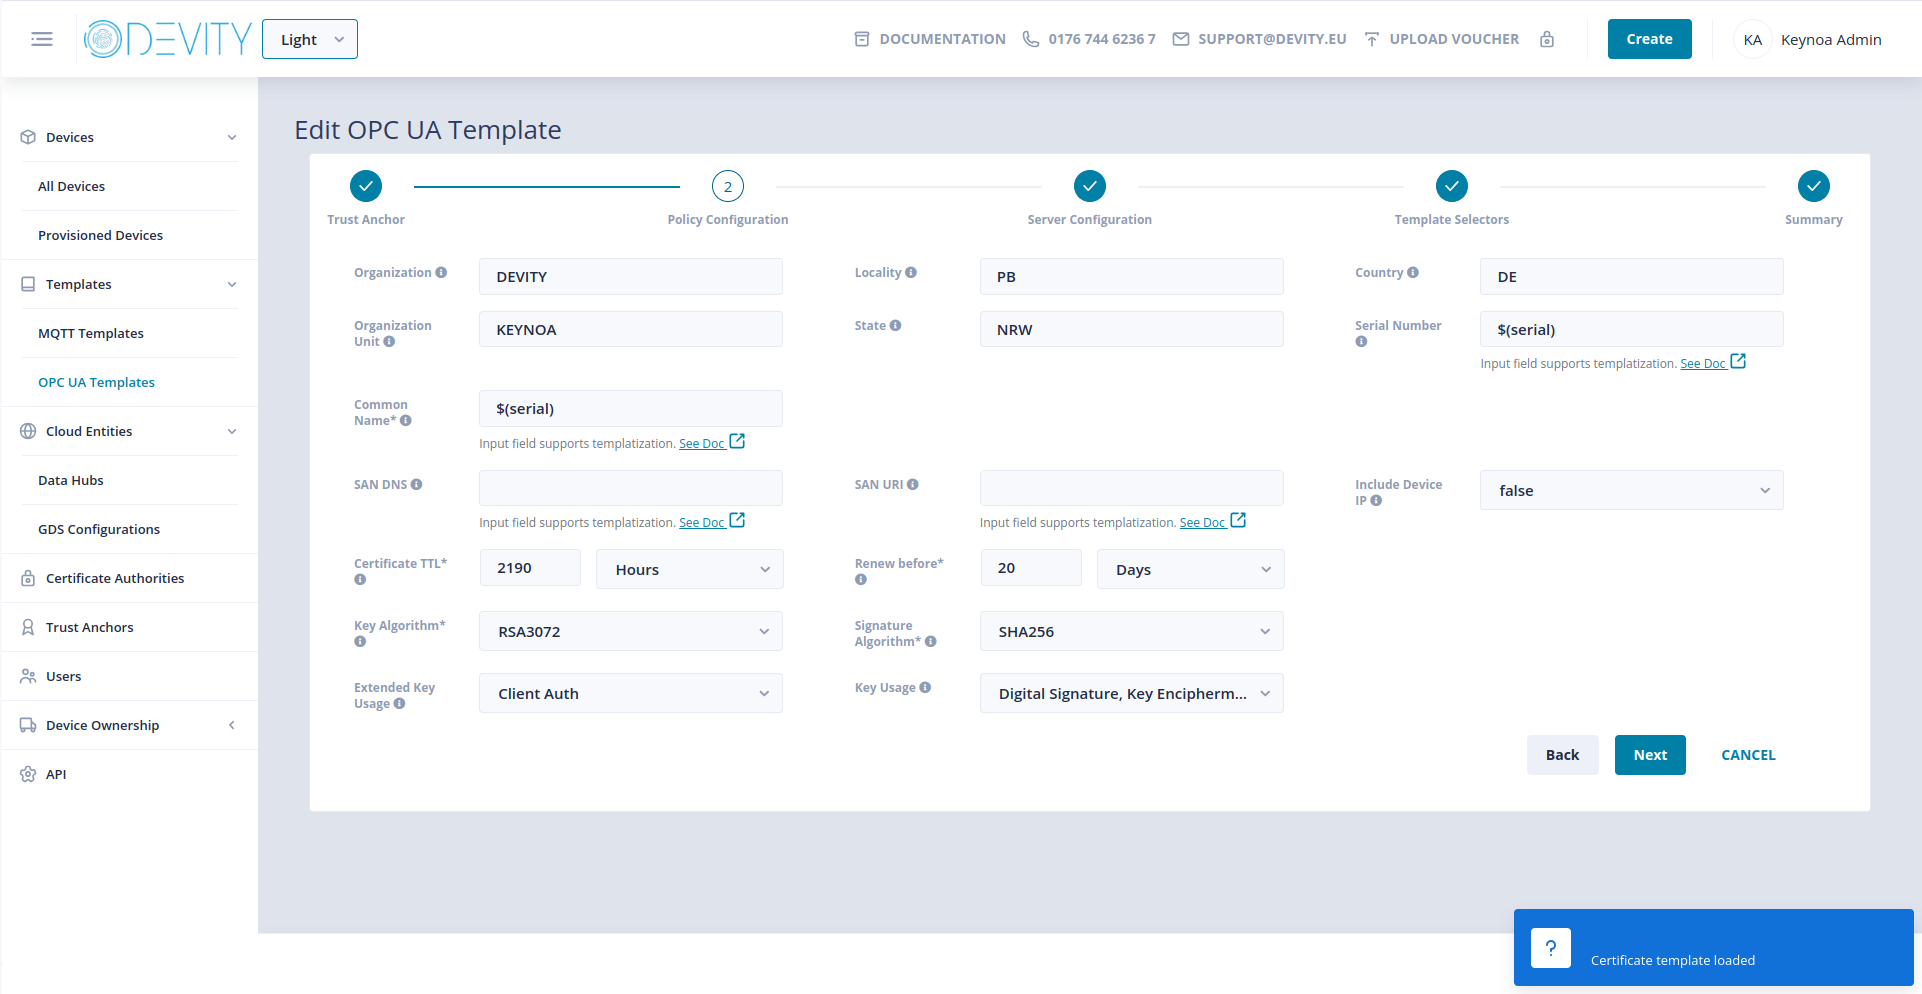 DEVITY
Light
DOCUMENTATION
0176 744 6236 7
SUPPORT@DEVITY.EU
UPLOAD VOUCHER
Create
KA
Keynoa Admin
Devices
All Devices
Provisioned Devices
Templates
MQTT Templates
OPC UA Templates
Cloud Entities
Data Hubs
GDS Configurations
Certificate Authorities
Trust Anchors
Users
Device Ownership
API
Edit OPC UA Template
2
Trust Anchor
Policy Configuration
Server Configuration
Template Selectors
Summary
Organization
DEVITY
Locality
PB
Country
DE
Organization
Unit
KEYNOA
State
NRW
Serial Number
$(serial)
Input field supports templatization. See Doc
Common
Name*
$(serial)
Input field supports templatization. See Doc
SAN DNS
Input field supports templatization. See Doc
SAN URI
Input field supports templatization. See Doc
Include Device
IP
false
Certificate TTL*
2190
Hours
Renew before*
20
Days
Key Algorithm*
RSA3072
Signature
Algorithm*
SHA256
Extended Key
Usage
Client Auth
Key Usage
Digital Signature, Key Encipherm...
Back
Next
CANCEL
?
Certificate template loaded